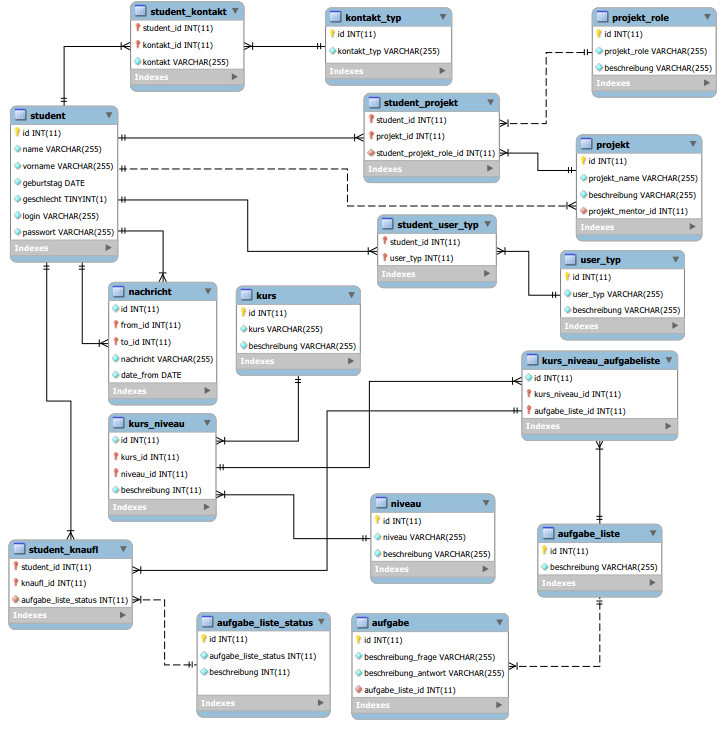 student_kontakt
student_id INT(11)
kontakt_id INT(11)
kontakt VARCHAR(255)
Indexes
kontakt_typ
id INT(11)
kontakt_typ VARCHAR(255)
Indexes
projekt_role
id INT(11)
projekt_role VARCHAR(255)
beschreibung VARCHAR(255)
Indexes
student
id INT(11)
name VARCHAR(255)
vorname VARCHAR(255)
geburtstag DATE
geschlecht TINYINT(1)
login VARCHAR(255)
passwort VARCHAR(255)
Indexes
student_projekt
student_id INT(11)
projekt_id INT(11)
student_projekt_role_id INT(11)
Indexes
projekt
id INT(11)
projekt_name VARCHAR(255)
beschreibung VARCHAR(255)
projekt_mentor_id INT(11)
Indexes
student_user_typ
student_id INT(11)
user_typ INT(11)
Indexes
user_typ
id INT(11)
user_typ VARCHAR(255)
beschreibung VARCHAR(255)
Indexes
nachricht
id INT(11)
from_id INT(11)
to_id INT(11)
nachricht VARCHAR(255)
date_from DATE
Indexes
kurs
id INT(11)
kurs VARCHAR(255)
beschreibung VARCHAR(255)
Indexes
kurs_niveau_aufgabeliste
id INT(11)
kurs_niveau_id INT(11)
aufgabe_liste_id INT(11)
Indexes
kurs_niveau
id INT(11)
kurs_id INT(11)
niveau_id INT(11)
beschreibung INT(11)
Indexes
niveau
id INT(11)
niveau VARCHAR(255)
beschreibung VARCHAR(255)
Indexes
aufgabe_liste
id INT(11)
beschreibung VARCHAR(255)
Indexes
student_knaufl
student_id INT(11)
knaufl_id INT(11)
aufgabe_liste_status INT(11)
Indexes
aufgabe_liste_status
id INT(11)
aufgabe_liste_status INT(11)
beschreibung INT(11)
Indexes
aufgabe
id INT(11)
beschreibung_frage VARCHAR(255)
beschreibung_antwort VARCHAR(255)
aufgabe_liste_id INT(11)
Indexes